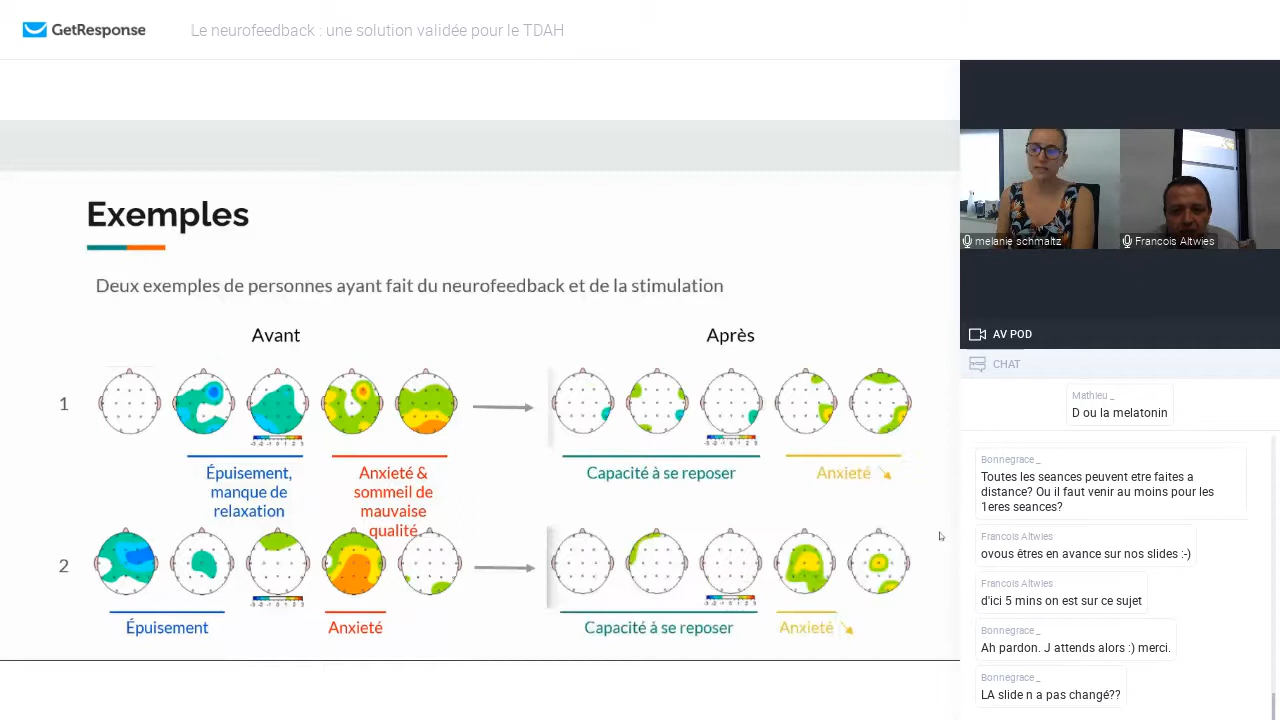 GetResponse
Le neurofeedback : une solution validée pour le TDAH
Exemples
Deux exemples de personnes ayant fait du neurofeedback et de la stimulation
Avant
Après
1
Épuisement,
manque de
relaxation
Anxieté &
sommeil de
mauvaise
qualité
Capacité à se reposer
Anxieté
2
Épuisement
Anxieté
Capacité à se reposer
Anxieté
melanie schmaltz
Francois Altwies
AV POD
CHAT
Mathieu _
D ou la melatonin
Bonnegrace _
Toutes les seances peuvent etre faites a
distance? Ou il faut venir au moins pour les
1eres seances?
Francois Altwies
ovous êtres en avance sur nos slides :-)
Francois Altwies
d'ici 5 mins on est sur ce sujet
Bonnegrace _
Ah pardon. J attends alors :) merci.
Bonnegrace _
LA slide n a pas changé??